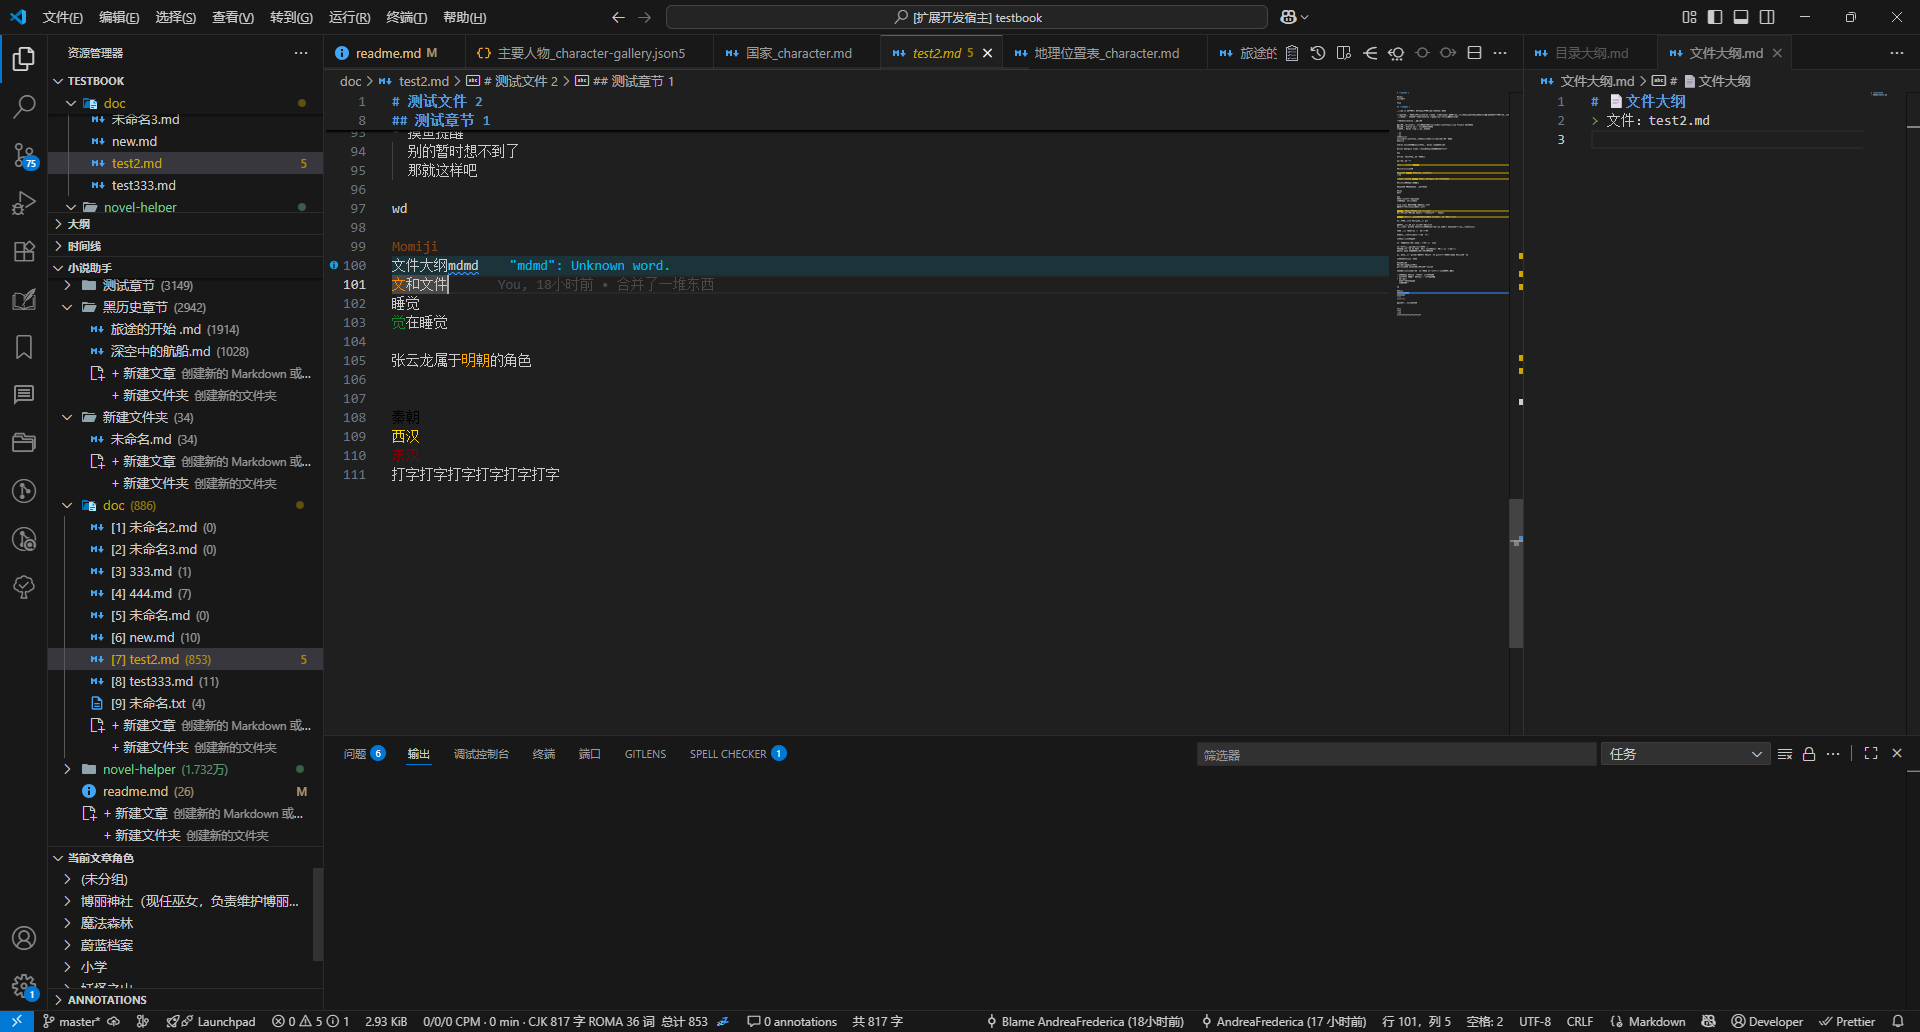 文件(F) 编辑(E) 选择(S) 查看(V) 转到(G) 运行(R) 终端(T) 帮助(H)
[扩展开发宿主] testbook
资源管理器
TESTBOOK
doc
未命名3.md
new.md
test2.md 5
test333.md
novel-helper
大纲
时间线
小说助手
测试章节 (3149)
黑历史章节 (2942)
旅途的开始 .md (1914)
深空中的航船.md (1028)
+ 新建文章 创建新的 Markdown 或...
+ 新建文件夹 创建新的文件夹
新建文件夹 (34)
未命名.md (34)
+ 新建文章 创建新的 Markdown 或...
+ 新建文件夹 创建新的文件夹
doc (886)
[1] 未命名2.md (0)
[2] 未命名3.md (0)
[3] 333.md (1)
[4] 444.md (7)
[5] 未命名.md (0)
[6] new.md (10)
[7] test2.md (853) 5
[8] test333.md (11)
[9] 未命名.txt (4)
+ 新建文章 创建新的 Markdown 或...
+ 新建文件夹 创建新的文件夹
novel-helper (1.732万)
readme.md (26) M
+ 新建文章 创建新的 Markdown 或...
+ 新建文件夹 创建新的文件夹
当前文章角色
(未分组)
博丽神社（现任巫女，负责维护博丽...
魔法森林
蔚蓝档案
小学
ANNOTATIONS
75
1
readme.md M
主要人物_character-gallery.json5
国家_character.md
test2.md 5
地理位置表_character.md
旅途的
doc > test2.md > # 测试文件 2 > ## 测试章节 1
1 # 测试文件 2
8 ## 测试章节 1
93 * 摸鱼提醒
94 别的暂时想不到了
95 那就这样吧
96
97 wd
98
99 Momiji
100 文件大纲mdmd "mdmd": Unknown word.
101 文和文件 You, 18小时前 • 合并了一堆东西
102 睡觉
103 觉在睡觉
104
105 张云龙属于明朝的角色
106
107
108 秦朝
109 西汉
110 东汉
111 打字打字打字打字打字打字
目录大纲.md
文件大纲.md
文件大纲.md > # 📄文件大纲
1 # 📄文件大纲
2 > 文件：test2.md
3
问题 6 输出 调试控制台 终端 端口 GITLENS SPELL CHECKER 1
筛选器
任务
master* Launchpad 0 5 1 2.93 KiB 0/0/0 CPM · 0 min · CJK 817 字 ROMA 36 词 总计 853 0 annotations 共 817 字
Blame AndreaFrederica (18小时前) AndreaFrederica (17 小时前) 行 101，列 5 空格: 2 UTF-8 CRLF {} Markdown Developer Prettier